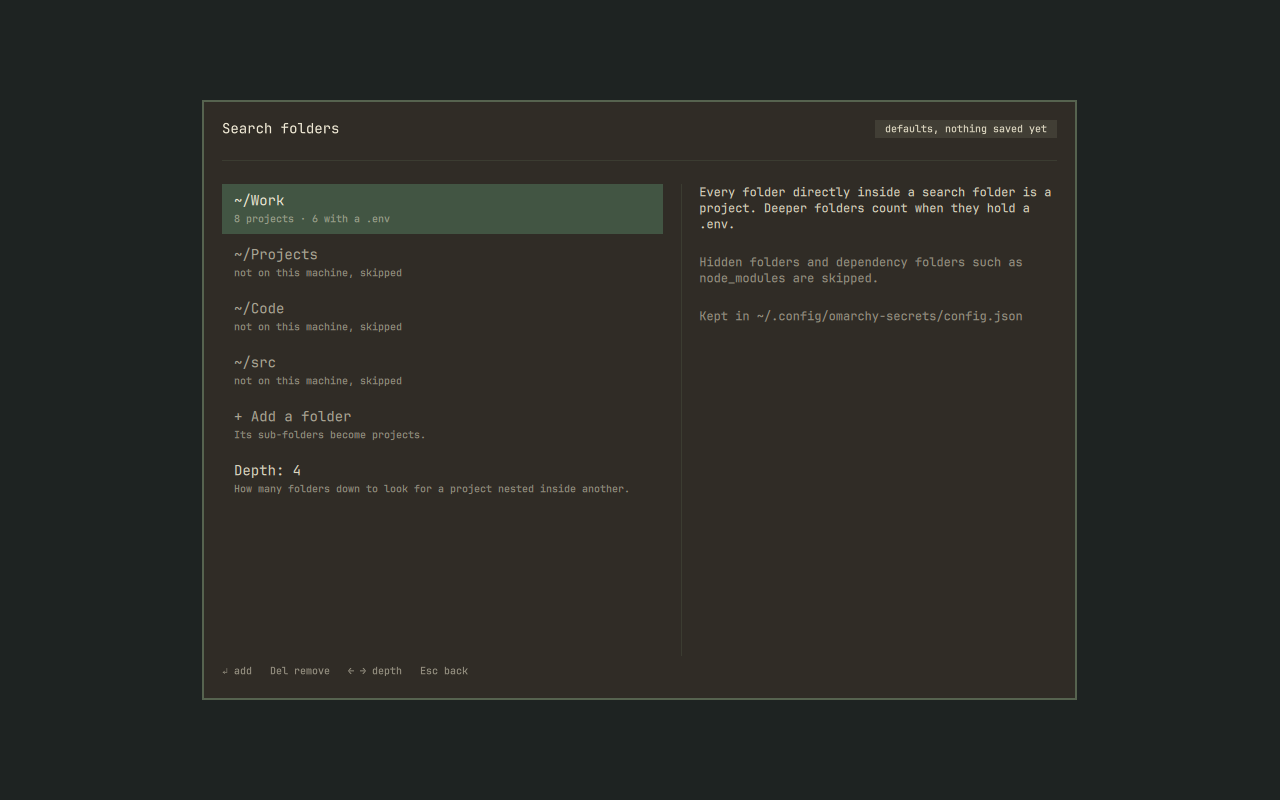 Search folders
defaults, nothing saved yet
~/Work
8 projects · 6 with a .env
~/Projects
not on this machine, skipped
~/Code
not on this machine, skipped
~/src
not on this machine, skipped
+ Add a folder
Its sub-folders become projects.
Depth: 4
How many folders down to look for a project nested inside another.
Every folder directly inside a search folder is a
project. Deeper folders count when they hold a
.env.
Hidden folders and dependency folders such as
node_modules are skipped.
Kept in ~/.config/omarchy-secrets/config.json
↲ add   Del remove   ← → depth   Esc back